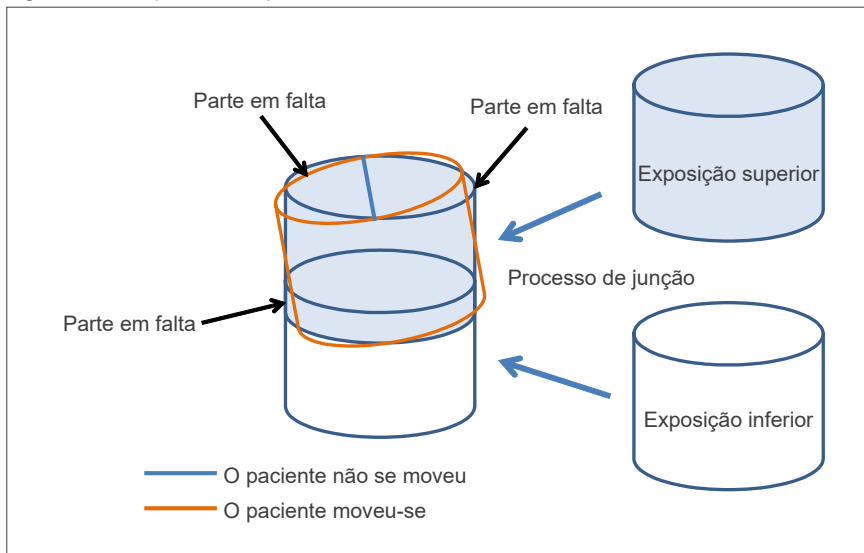 Parte em falta
Parte em falta
Exposição superior
Processo de junção
Parte em falta
Exposição inferior
O paciente não se moveu
O paciente moveu-se